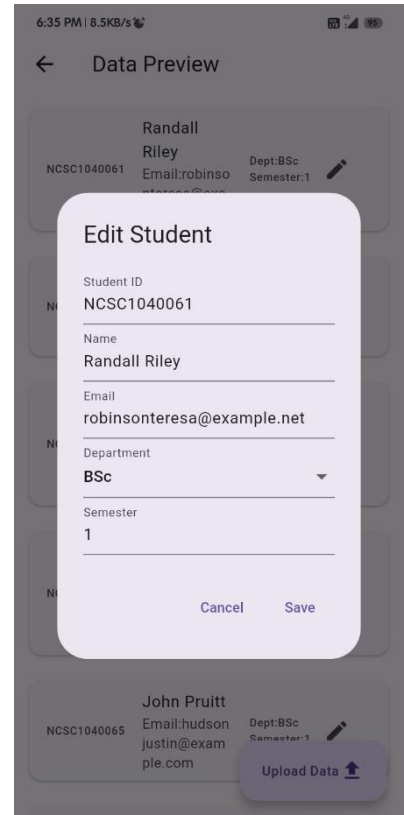 6:35 PM | 8.5KB/s
4G
95
Data Preview
Randall
Riley
NCSC1040061
Email:robinso
Dept:BSc
Semester:1
Edit Student
Student ID
NCSC1040061
Name
Randall Riley
Email
robinsonteresa@example.net
Department
BSc
Semester
1
Cancel
Save
John Pruitt
NCSC1040065
Email:hudson
justin@exam
ple.com
Dept:BSc
Semester:1
Upload Data